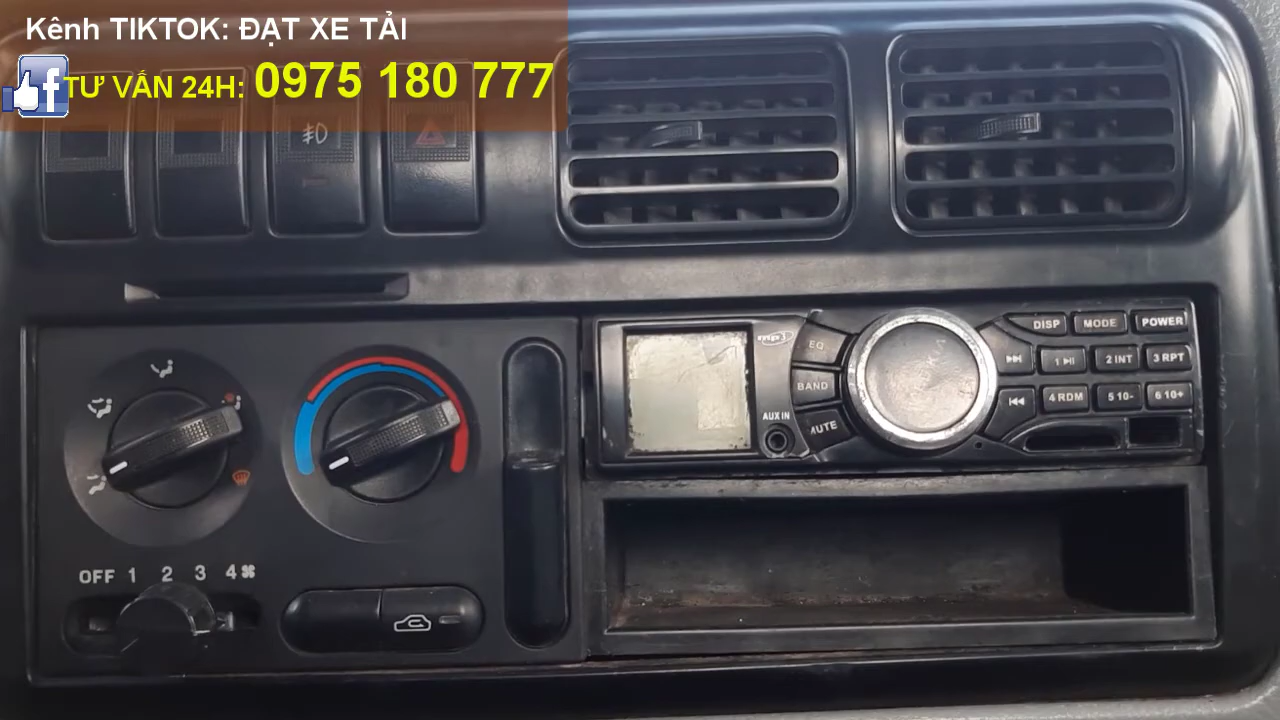 Kênh TIKTOK: ĐẠT XE TẢI
TƯ VẤN 24H: 0975 180 777
DISP MODE POWER
EQ
BAND
MUTE
AUX IN
1 2 INT 3 RPT
4 RDM 5 10- 6 10+
OFF 1 2 3 4